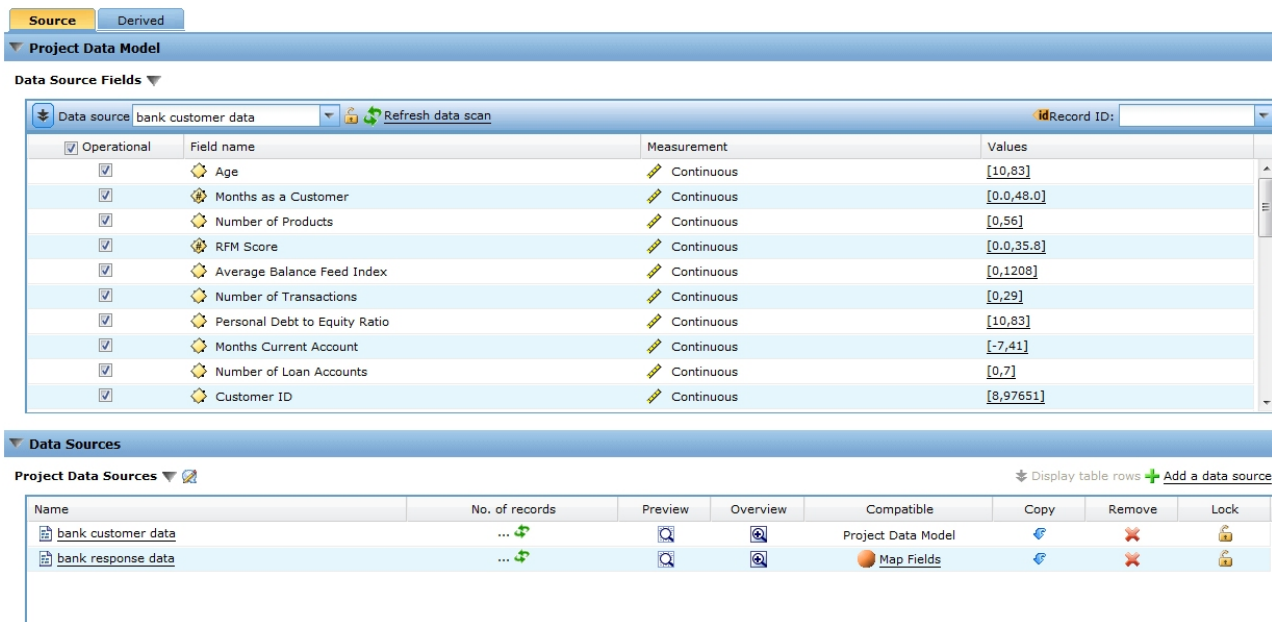 Source Derived
Project Data Model
Data Source Fields
Data source bank customer data Refresh data scan id Record ID:
Operational Field name Measurement Values
Age Continuous [10,83]
# Months as a Customer Continuous [0.0,48.0]
Number of Products Continuous [0,56]
# RFM Score Continuous [0.0,35.8]
Average Balance Feed Index Continuous [0,1208]
Number of Transactions Continuous [0,29]
Personal Debt to Equity Ratio Continuous [10,83]
Months Current Account Continuous [-7,41]
Number of Loan Accounts Continuous [0,7]
Customer ID Continuous [8,97651]
Data Sources
Project Data Sources Display table rows Add a data source
Name No. of records Preview Overview Compatible Copy Remove Lock
bank customer data ... Project Data Model
bank response data ... Map Fields